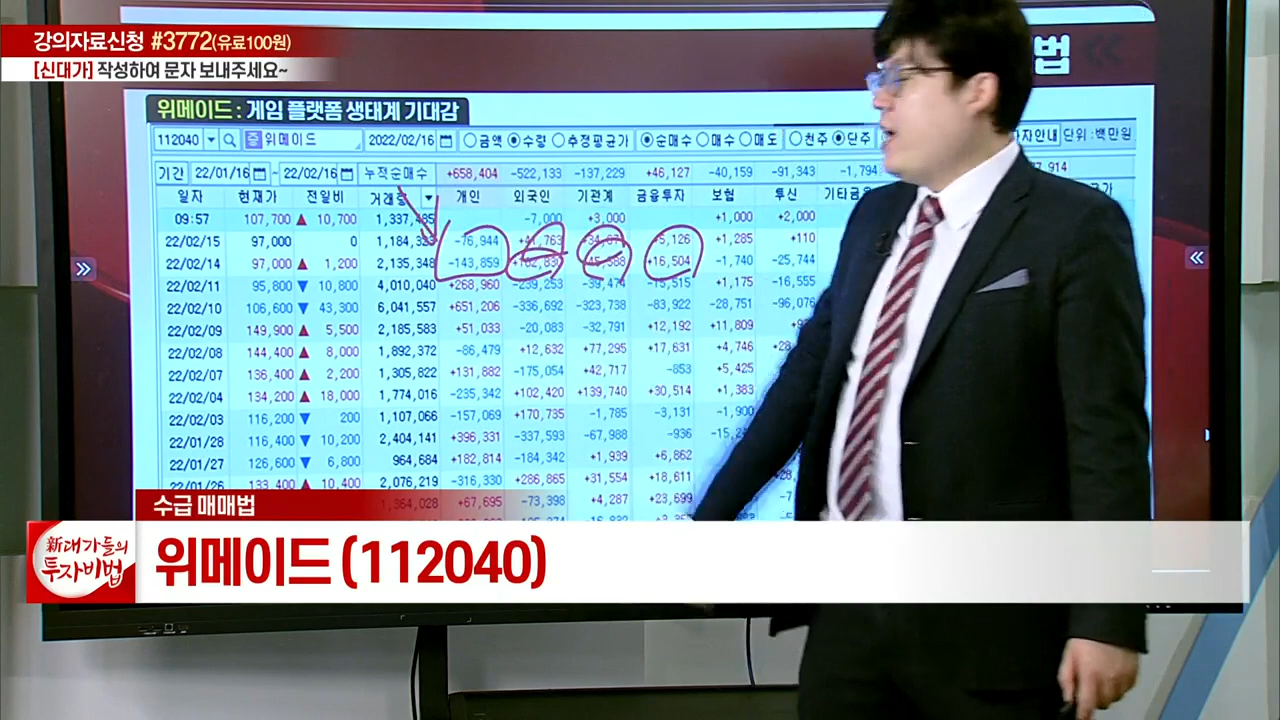 강의자료신청 #3772(유료100원)
[신대가] 작성하여 문자 보내주세요~
법
위메이드 : 게임 플랫폼 생태계 기대감
112040 증 위메이드 2022/02/16 금액 수량 추정평균가 순매수 매수 매도 천주 단주 안내 단위 :백만원
기간 22/01/16 ~ 22/02/16 누적순매수 +658,404 -522,133 -137,229 +46,127 -40,159 -91,343 -1,794
일자 현재가 전일비 개인 외국인 기관계 금융투자 보험 투신 기타금융
09:57 107,700 ▲ 10,700 -7,000 +3,000 +1,000 +2,000
22/02/15 97,000 0 -76,944 +1,285 +110
22/02/14 97,000 ▲ 1,200 2,135,348 -143,859 +16,504 -1,740 -25,744
22/02/11 95,800 ▼ 10,800 4,010,040 +268,960 -239,253 +1,175 -16,555
22/02/10 106,600 ▼ 43,300 6,041,557 +651,206 -336,692 -323,738 -83,922 -28,751 -96,076
22/02/09 149,900 ▲ 5,500 2,185,583 +51,033 -20,083 -32,791 +12,192 +11,809
22/02/08 144,400 ▲ 8,000 1,892,372 -86,479 +12,632 +77,295 +17,631 +4,746
22/02/07 136,400 ▲ 2,200 1,305,822 +131,882 -175,054 +42,717 -853 +5,425
22/02/04 134,200 ▲ 18,000 1,774,016 -235,342 +102,420 +139,740 +30,514 +1,383
22/02/03 116,200 ▼ 200 1,107,066 -157,069 +170,735 -1,785 -3,131 -1,900
22/01/28 116,400 ▼ 10,200 2,404,141 +396,331 -337,593 -67,988 -936
22/01/27 126,600 ▼ 6,800 964,684 +182,814 -184,342 +1,939 +6,862
22/01/26 133,400 ▲ 10,400 2,076,219 -316,330 +286,865 +31,554 +18,611
1,364,028 +67,695 -73,398 +4,287 +23,699
수급 매매법
新대가들의
투자비법
위메이드(112040)